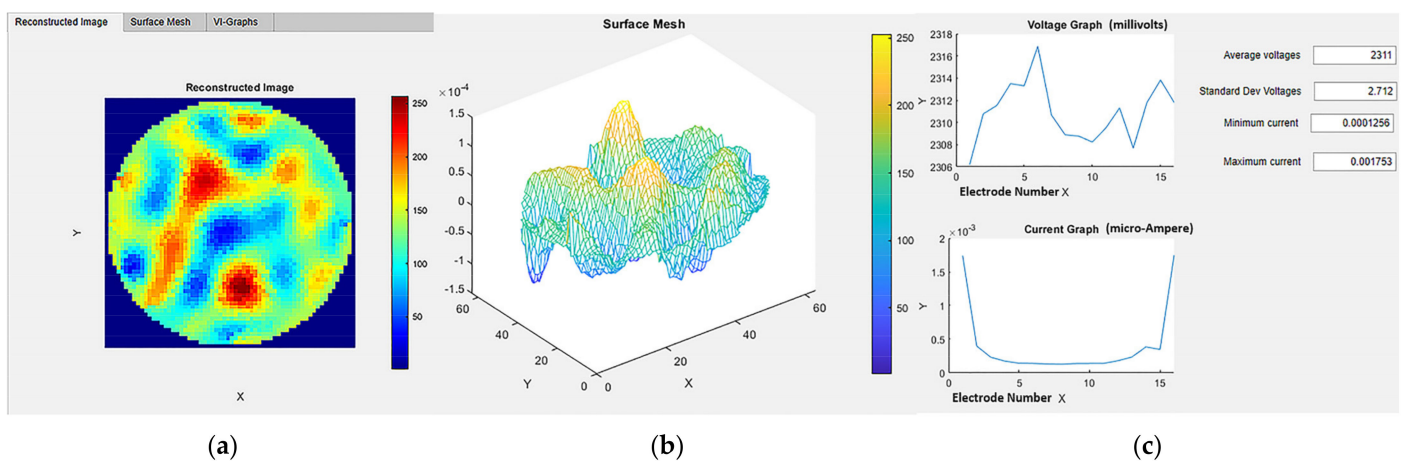 Reconstructed Image Surface Mesh VI-Graphs
Reconstructed Image
250
200
150
100
50
Y
X
Surface Mesh
×10⁻⁴
1.5
1
0.5
0
-0.5
-1
-1.5
60
40
20
0
Y
0
20
40
60
X
250
200
150
100
50
Voltage Graph (millivolts)
2318
2316
2314
2312
2310
2308
2306
Y
0 5 10 15
Electrode Number X
Average voltages 2311
Standard Dev Voltages 2.712
Minimum current 0.0001256
Maximum current 0.001753
Current Graph (micro-Ampere)
×10⁻³
2
1.5
1
0.5
0
Y
0 5 10 15
Electrode Number X
(a) (b) (c)